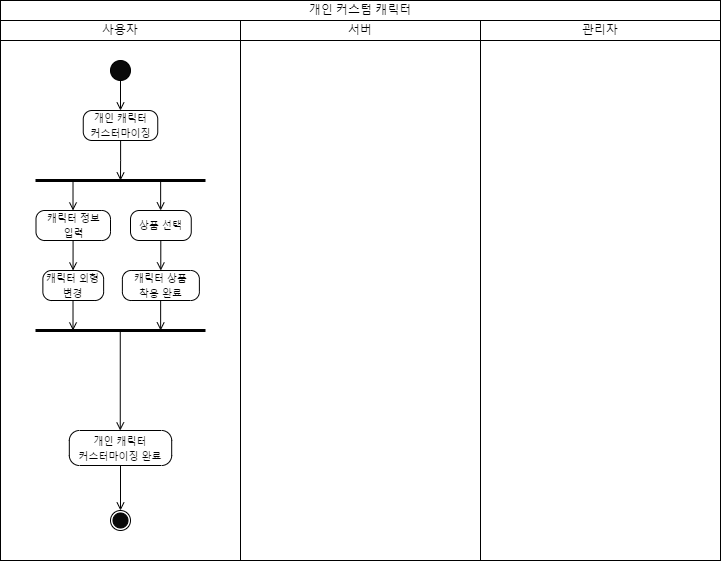 개인 커스텀 캐릭터
사용자
서버
관리자
개인 캐릭터
커스터마이징
캐릭터 정보
입력
상품 선택
캐릭터 외형
변경
캐릭터 상품
착용 완료
개인 캐릭터
커스터마이징 완료